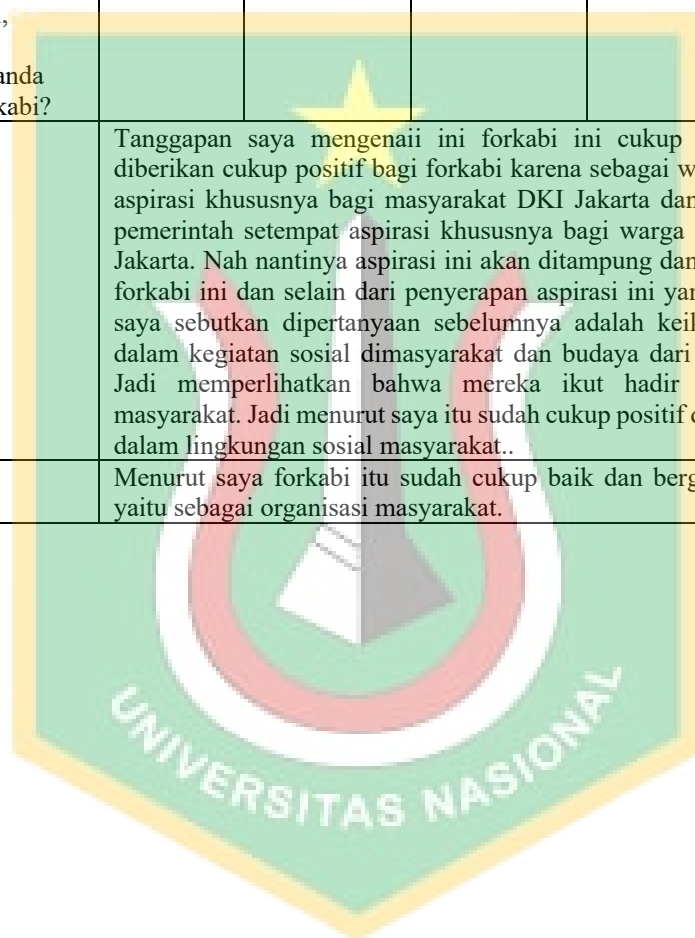 kabi?
Tanggapan saya mengenaii ini forkabi ini cukup
diberikan cukup positif bagi forkabi karena sebagai
aspirasi khususnya bagi masyarakat DKI Jakarta dan
pemerintah setempat aspirasi khususnya bagi warga
Jakarta. Nah nantinya aspirasi ini akan ditampung dan
forkabi ini dan selain dari penyerapan aspirasi ini
saya sebutkan dipertanyaan sebelumnya adalah
dalam kegiatan sosial dimasyarakat dan budaya dari
Jadi memperlihatkan bahwa mereka ikut hadir
masyarakat. Jadi menurut saya itu sudah cukup positif
dalam lingkungan sosial masyarakat..
Menurut saya forkabi itu sudah cukup baik dan
yaitu sebagai organisasi masyarakat.
UNIVERSITAS NASIONAL